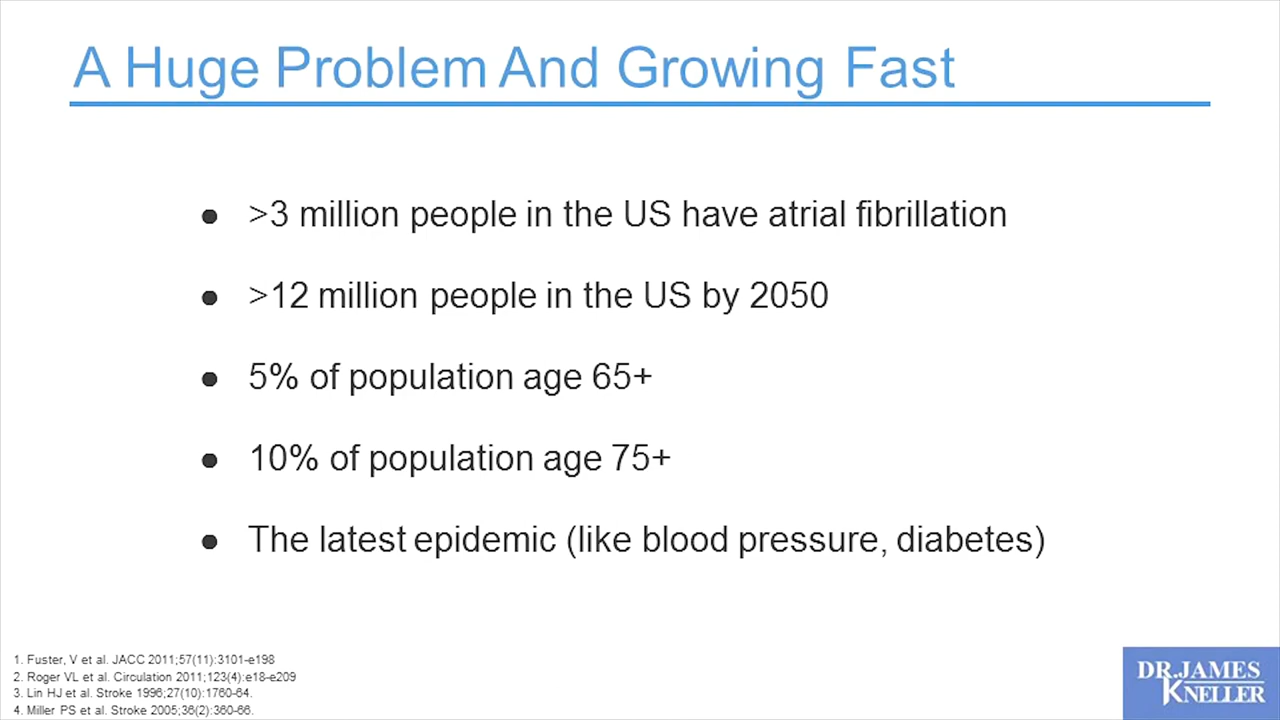 A Huge Problem And Growing Fast
● >3 million people in the US have atrial fibrillation
● >12 million people in the US by 2050
● 5% of population age 65+
● 10% of population age 75+
● The latest epidemic (like blood pressure, diabetes)
1. Fuster, V et al. JACC 2011;57(11):3101-e198
2. Roger VL et al. Circulation 2011;123(4):e18-e209
3. Lin HJ et al. Stroke 1996;27(10):1760-64.
4. Miller PS et al. Stroke 2005;36(2):360-66.
DR.JAMES
KNELLER